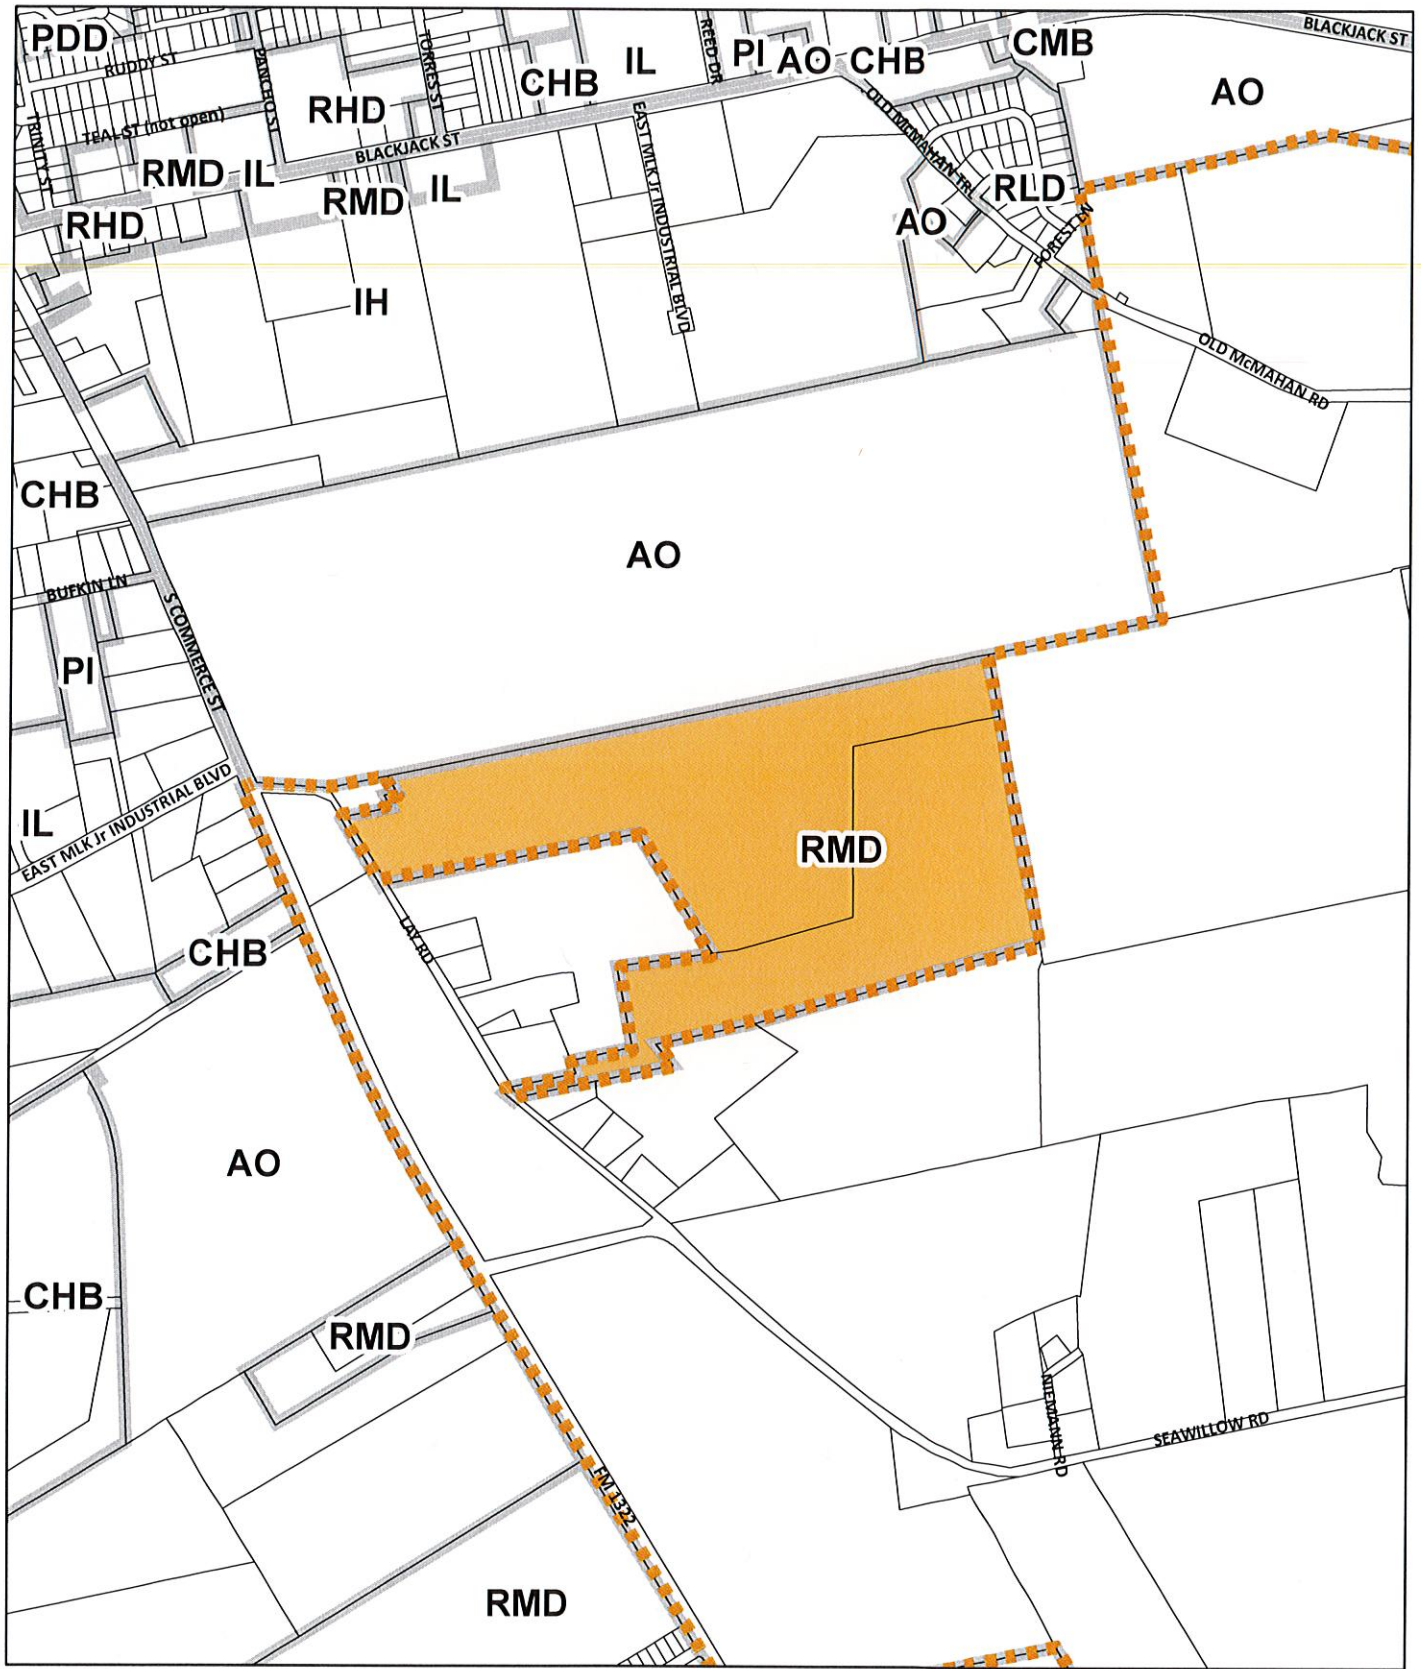 PDD
RUDDY ST
PANCHO ST
TORRES ST
CHB
IL
REED DR
PI
AO
CHB
CMB
BLACKJACK ST
AO
TRINITY ST
TEAL ST (not open)
RHD
BLACKJACK ST
EAST MLK Jr INDUSTRIAL BLVD
OLD McMAHAN TRL
RMD
IL
RMD
IL
RLD
RHD
AO
FOREST LN
IH
OLD McMAHAN RD
CHB
AO
BUFKIN LN
S COMMERCE ST
PI
EAST MLK Jr INDUSTRIAL BLVD
IL
RMD
LAY RD
CHB
AO
CHB
RMD
NIEMANN RD
SEAWILLOW RD
FM 1322
RMD